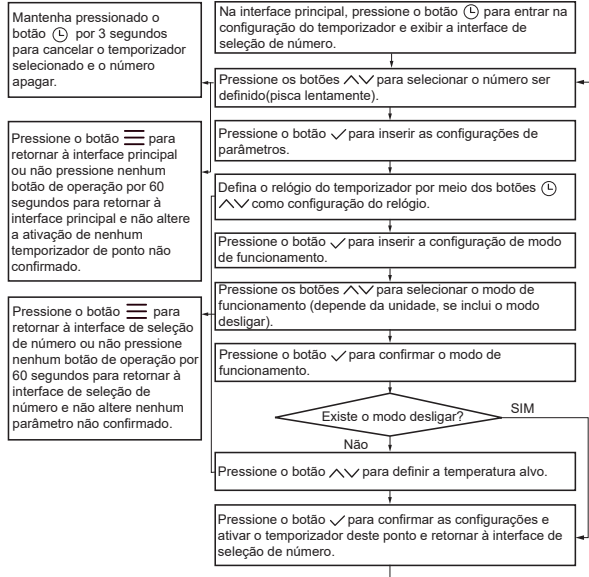 Mantenha pressionado o
botão por 3 segundos
para cancelar o temporizador
selecionado e o número
apagar.
Pressione o botão para
retornar à interface principal
ou não pressione nenhum
botão de operação por 60
segundos para retornar à
interface principal e não altere
a ativação de nenhum
temporizador de ponto não
confirmado.
Pressione o botão para
retornar à interface de seleção
de número ou não pressione
nenhum botão de operação por
60 segundos para retornar à
interface de seleção de
número e não altere nenhum
parâmetro não confirmado.
Na interface principal, pressione o botão para entrar na
configuração do temporizador e exibir a interface de
seleção de número.
Pressione os botões para selecionar o número ser
definido(pisca lentamente).
Pressione o botão para inserir as configurações de
parâmetros.
Defina o relógio do temporizador por meio dos botões
como configuração do relógio.
Pressione o botão para inserir a configuração de modo
de funcionamento.
Pressione os botões para selecionar o modo de
funcionamento (depende da unidade, se inclui o modo
desligar).
Pressione o botão para confirmar o modo de
funcionamento.
Existe o modo desligar?
SIM
Não
Pressione o botão para definir a temperatura alvo.
Pressione o botão para confirmar as configurações e
ativar o temporizador deste ponto e retornar à interface de
seleção de número.